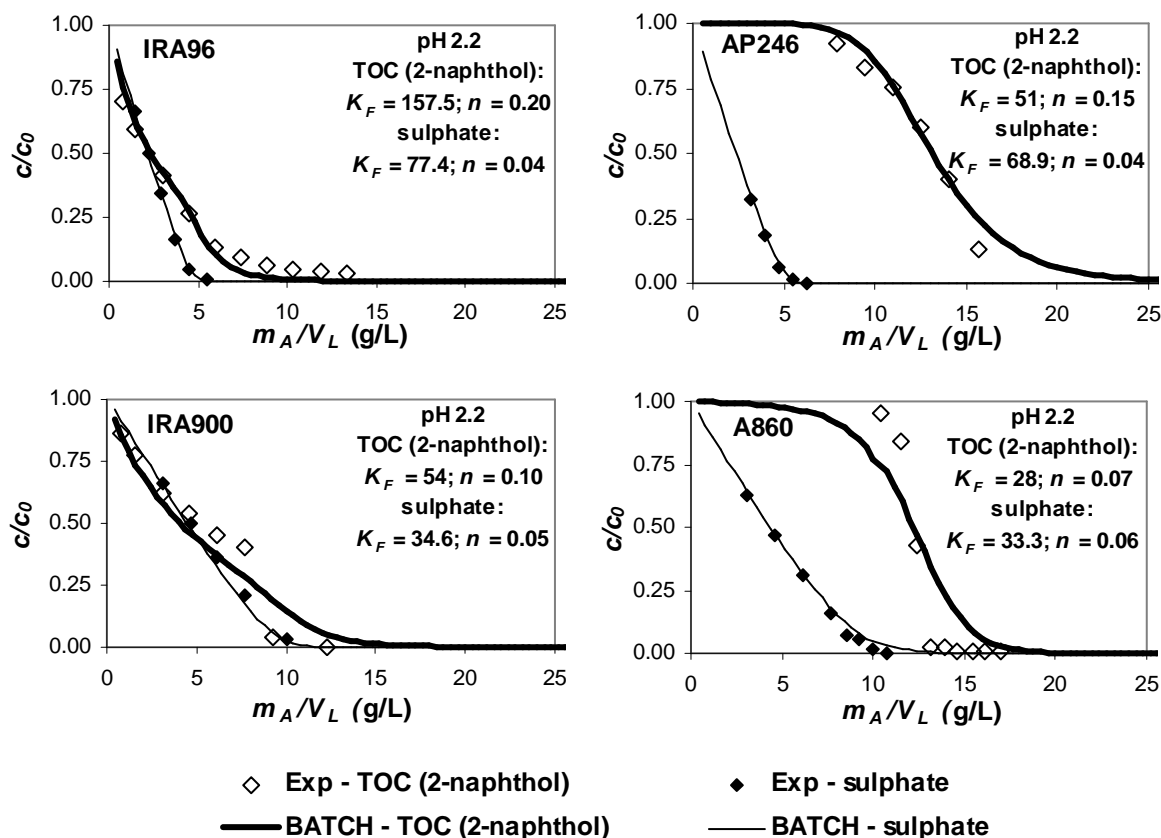 IRA96
pH 2.2
TOC (2-naphthol):
K_F = 157.5; n = 0.20
sulphate:
K_F = 77.4; n = 0.04
c/c0
1.00
0.75
0.50
0.25
0.00
0 5 10 15 20 25
m_A/V_L (g/L)
AP246
pH 2.2
TOC (2-naphthol):
K_F = 51; n = 0.15
sulphate:
K_F = 68.9; n = 0.04
c/c0
1.00
0.75
0.50
0.25
0.00
0 5 10 15 20 25
m_A/V_L (g/L)
IRA900
pH 2.2
TOC (2-naphthol):
K_F = 54; n = 0.10
sulphate:
K_F = 34.6; n = 0.05
c/c0
1.00
0.75
0.50
0.25
0.00
0 5 10 15 20 25
m_A/V_L (g/L)
A860
pH 2.2
TOC (2-naphthol):
K_F = 28; n = 0.07
sulphate:
K_F = 33.3; n = 0.06
c/c0
1.00
0.75
0.50
0.25
0.00
0 5 10 15 20 25
m_A/V_L (g/L)
Exp - TOC (2-naphthol)
Exp - sulphate
BATCH - TOC (2-naphthol)
BATCH - sulphate